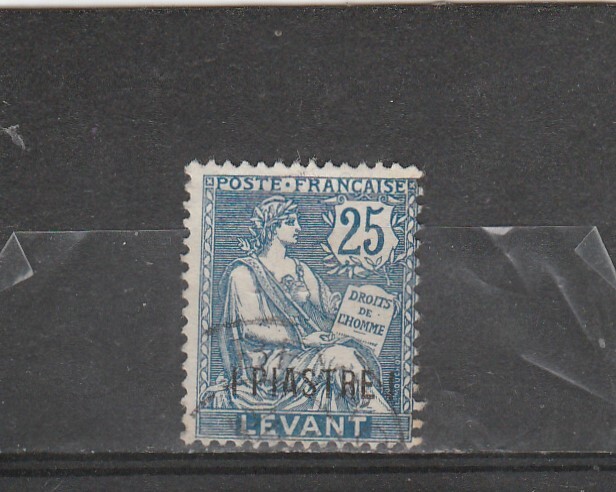 POSTE·FRANÇAISE
25
DROITS
DE
L'HOMME
1 PIASTRE 1
LEVANT